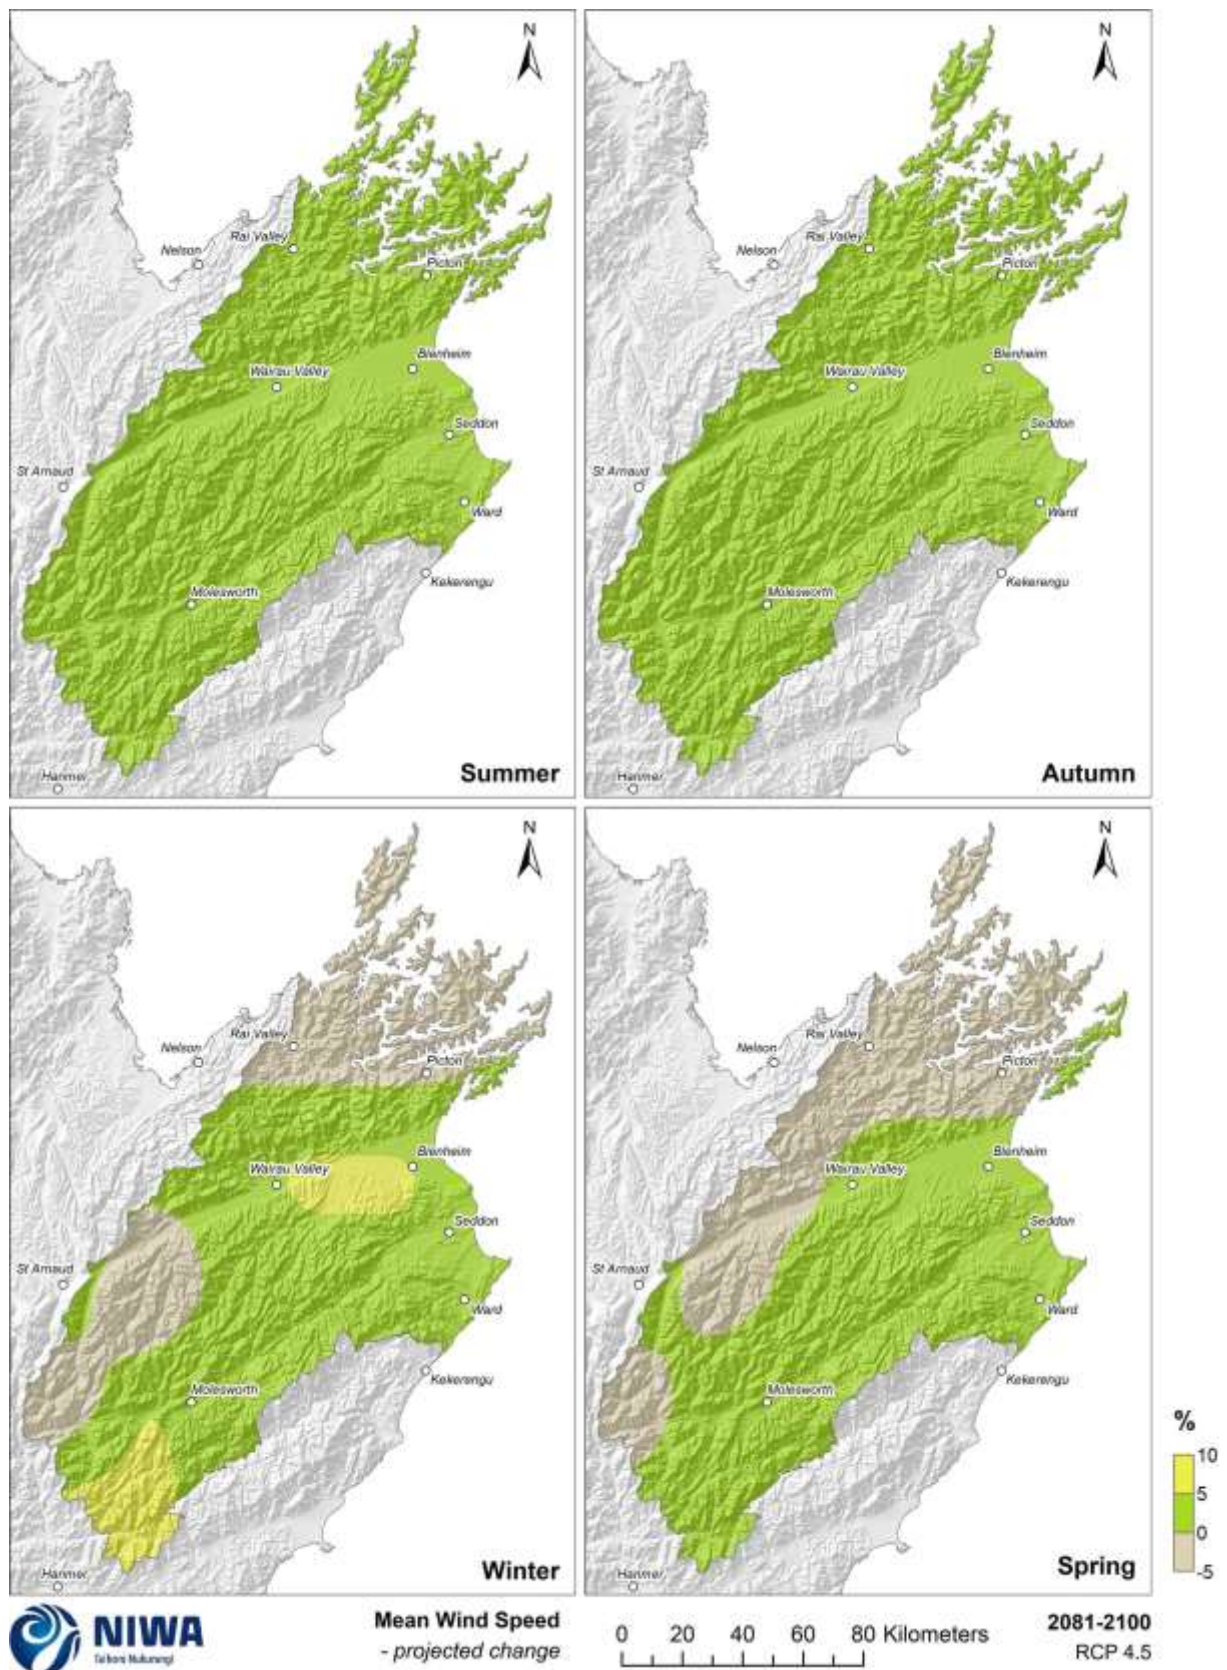 N
Nelson
Rai Valley
Picton
Blenheim
Wairau Valley
Seddon
St Arnaud
Ward
Kekerengu
Molesworth
Hanmer
Summer
N
Nelson
Rai Valley
Picton
Blenheim
Wairau Valley
Seddon
St Arnaud
Ward
Kekerengu
Molesworth
Hanmer
Autumn
N
Nelson
Rai Valley
Picton
Blenheim
Wairau Valley
Seddon
St Arnaud
Ward
Kekerengu
Molesworth
Hanmer
Winter
N
Nelson
Rai Valley
Picton
Blenheim
Wairau Valley
Seddon
St Arnaud
Ward
Kekerengu
Molesworth
Hanmer
Spring
%
10
5
0
-5
NIWA
Taihoro Nukurangi
Mean Wind Speed
- projected change
0 20 40 60 80 Kilometers
2081-2100
RCP 4.5